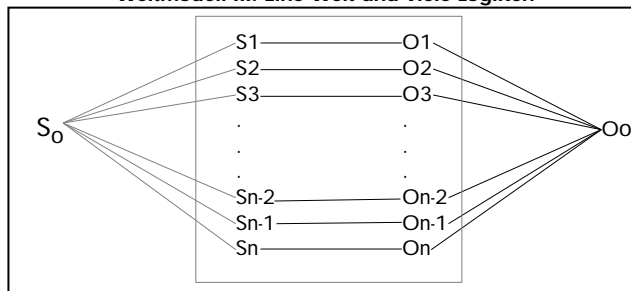 Weltmodell III: Eine Welt und viele Logiken
S1 O1
S2 O2
S3 O3
S0 Oo
. .
. .
. .
Sn-2 On-2
Sn-1 On-1
Sn On